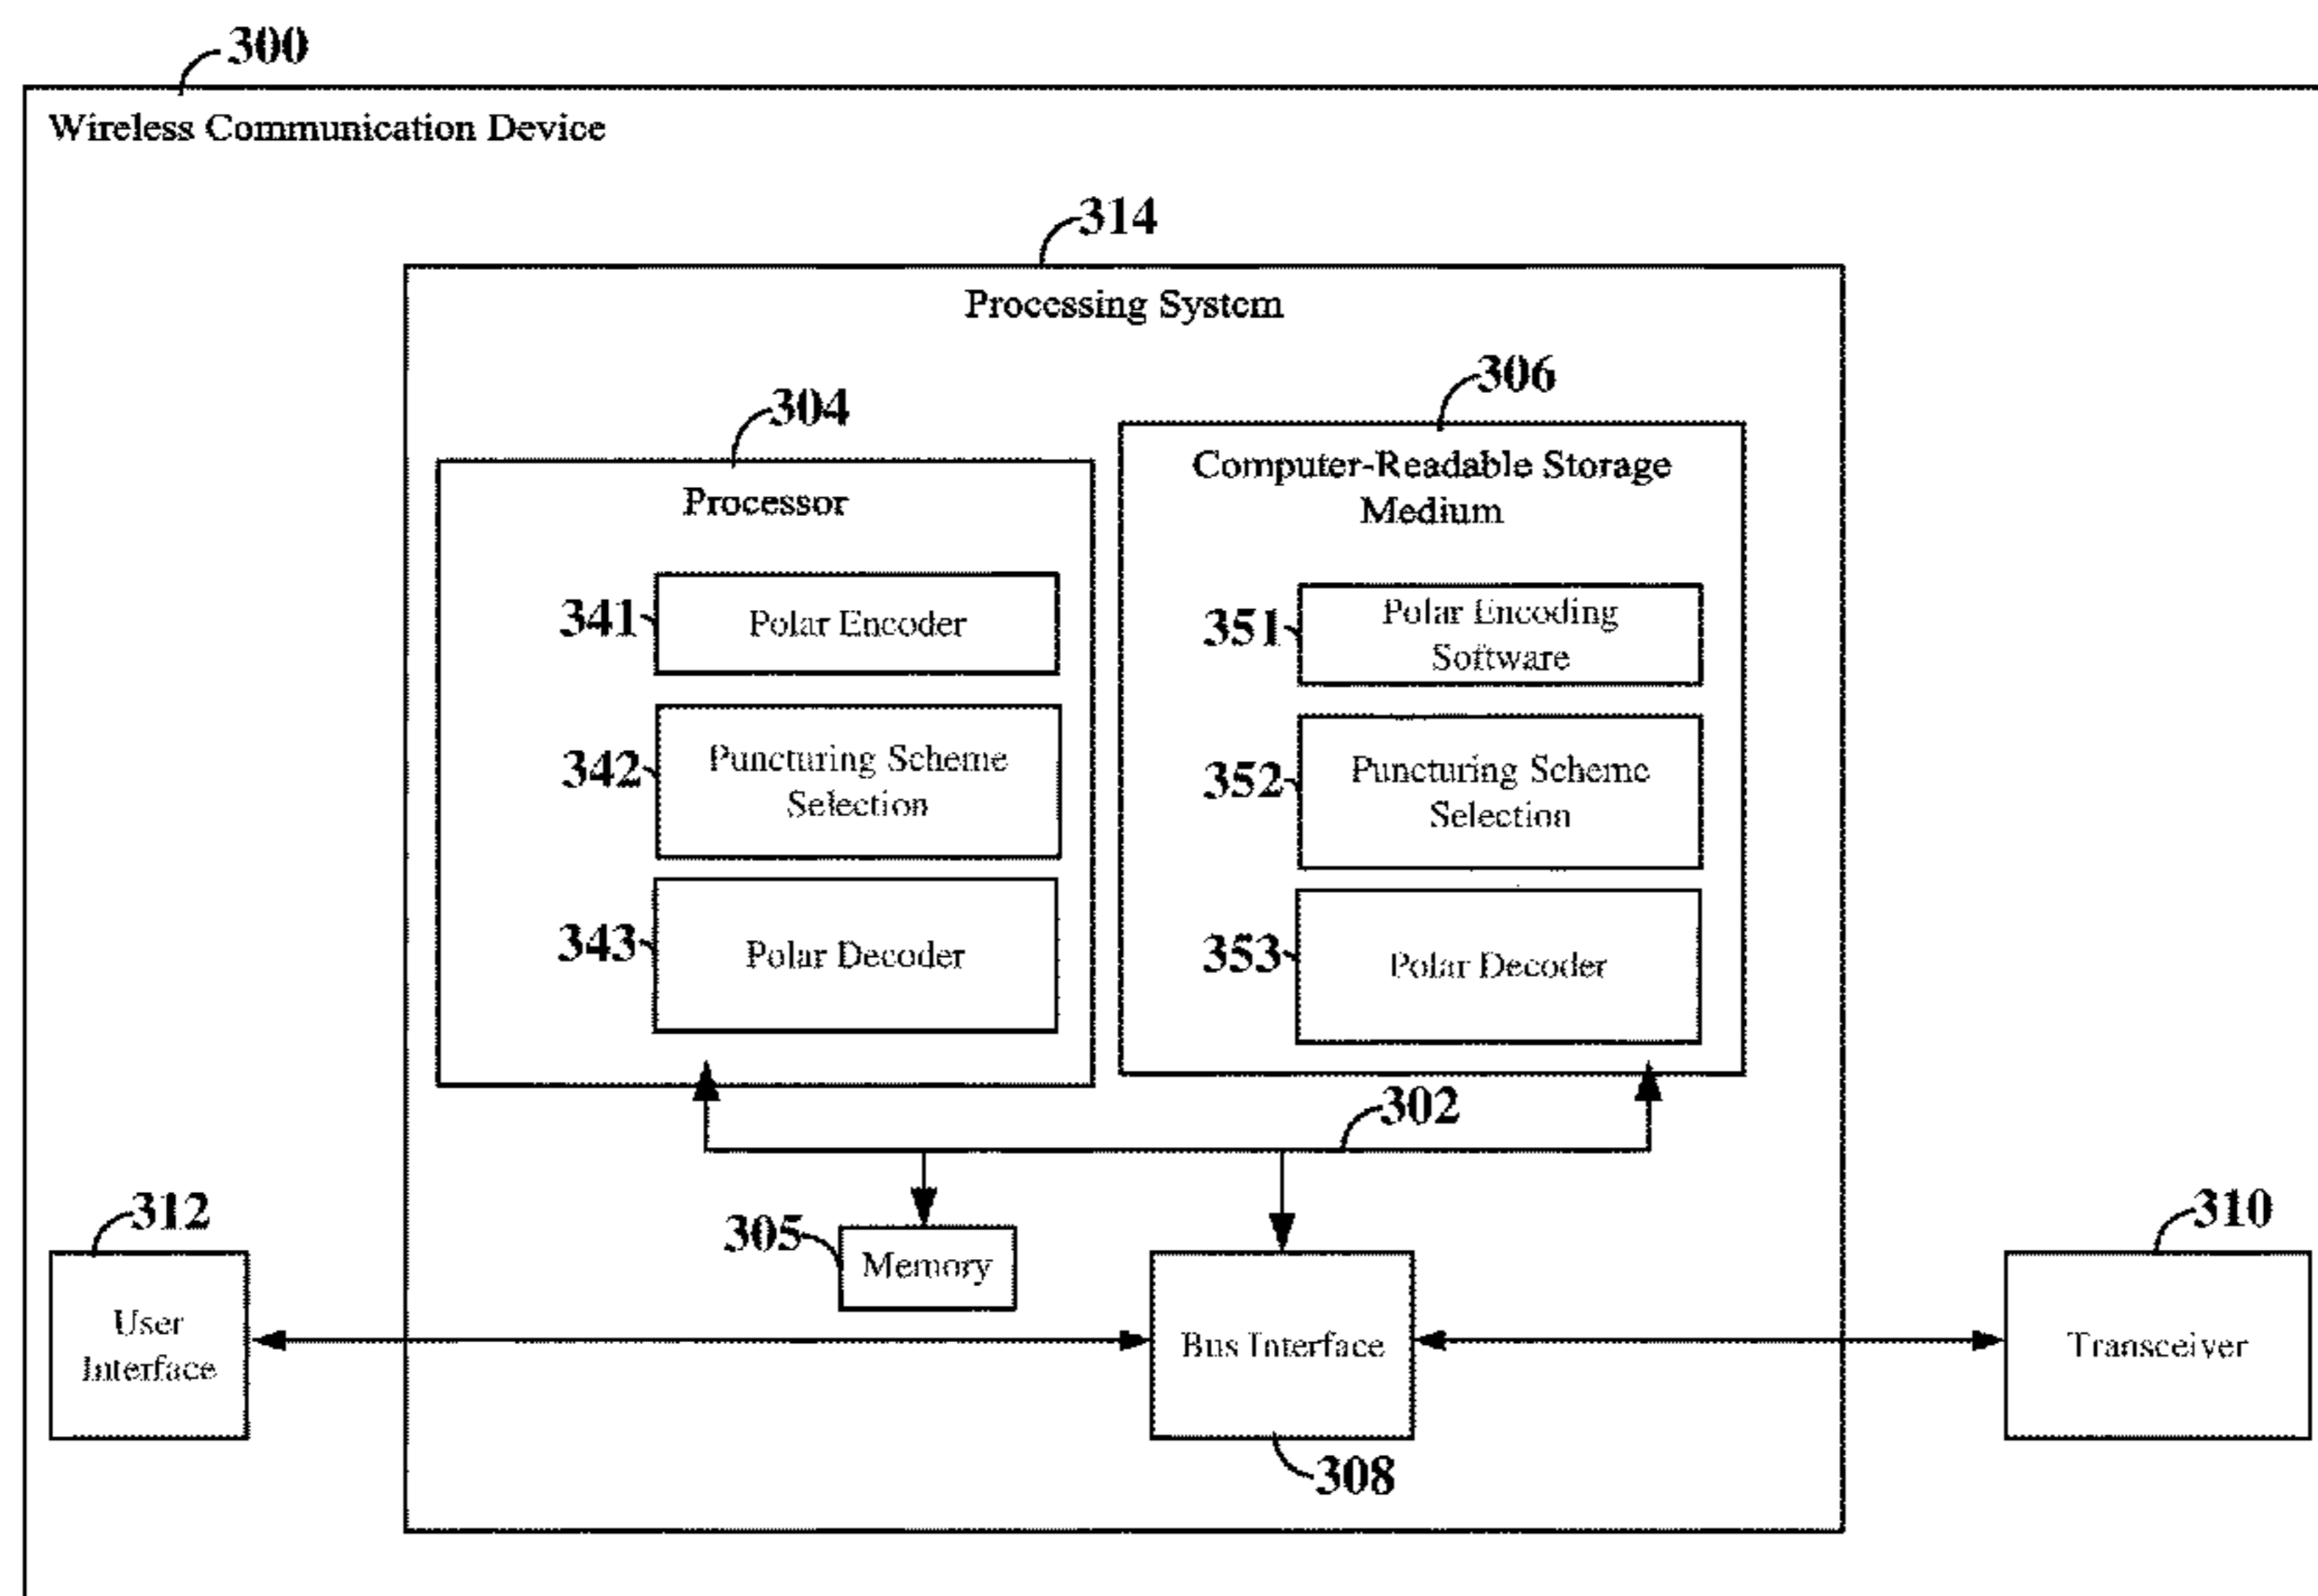 300
Wireless Communication Device
314
Processing System
304
Processor
341
Polar Encoder
342
Puncturing Scheme
Selection
343
Polar Decoder
306
Computer-Readable Storage
Medium
351
Polar Encoding
Software
352
Puncturing Scheme
Selection
353
Polar Decoder
302
312
User
Interface
305
Memory
Bus Interface
308
310
Transceiver